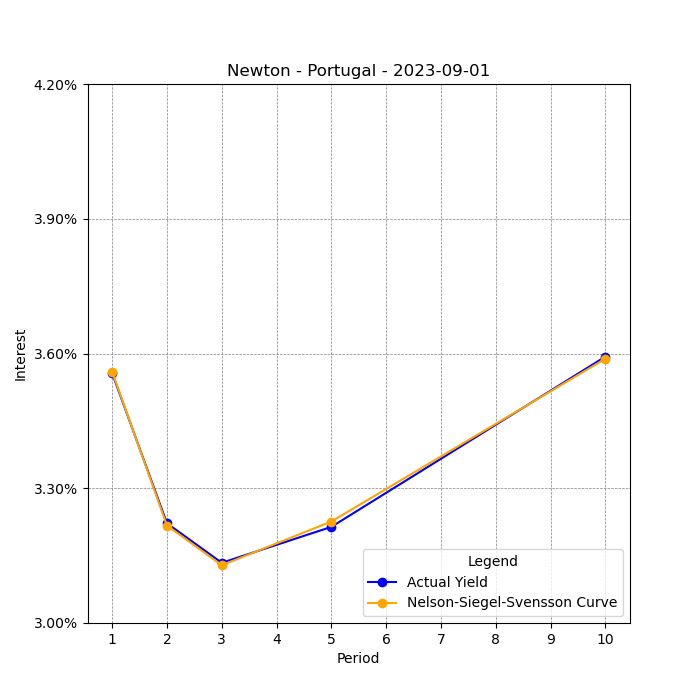 Newton - Portugal - 2023-09-01
4.20%
3.90%
3.60%
3.30%
3.00%
Interest
1 2 3 4 5 6 7 8 9 10
Period
Legend
Actual Yield
Nelson-Siegel-Svensson Curve